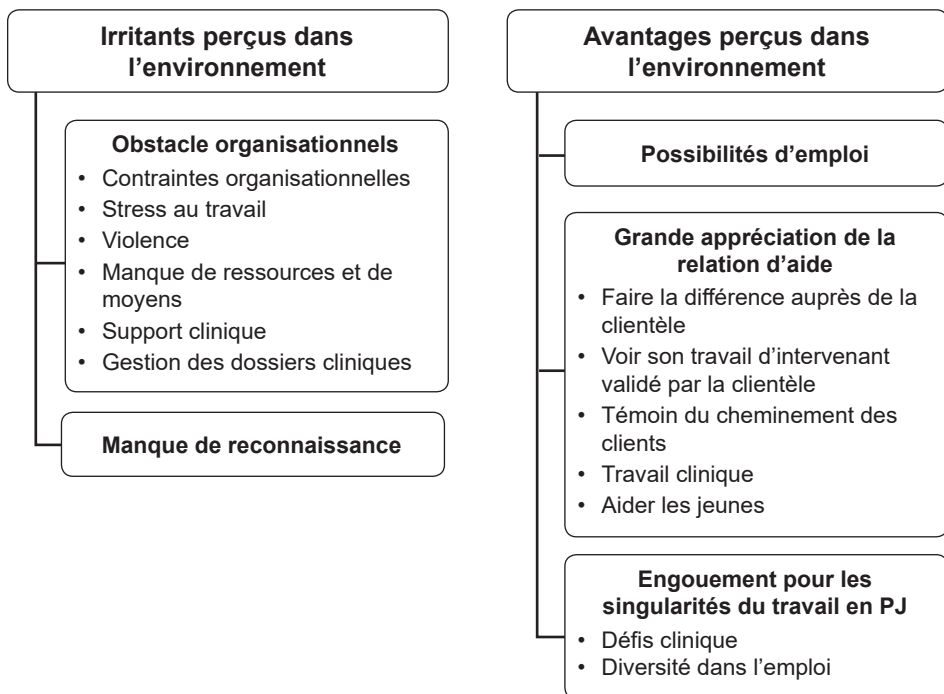 Irritants perçus dans
l'environnement
Obstacle organisationnels
• Contraintes organisationnelles
• Stress au travail
• Violence
• Manque de ressources et de
moyens
• Support clinique
• Gestion des dossiers cliniques
Manque de reconnaissance
Avantages perçus dans
l'environnement
Possibilités d'emploi
Grande appréciation de la
relation d'aide
• Faire la différence auprès de la
clientèle
• Voir son travail d'intervenant
validé par la clientèle
• Témoin du cheminement des
clients
• Travail clinique
• Aider les jeunes
Engouement pour les
singularités du travail en PJ
• Défis clinique
• Diversité dans l'emploi